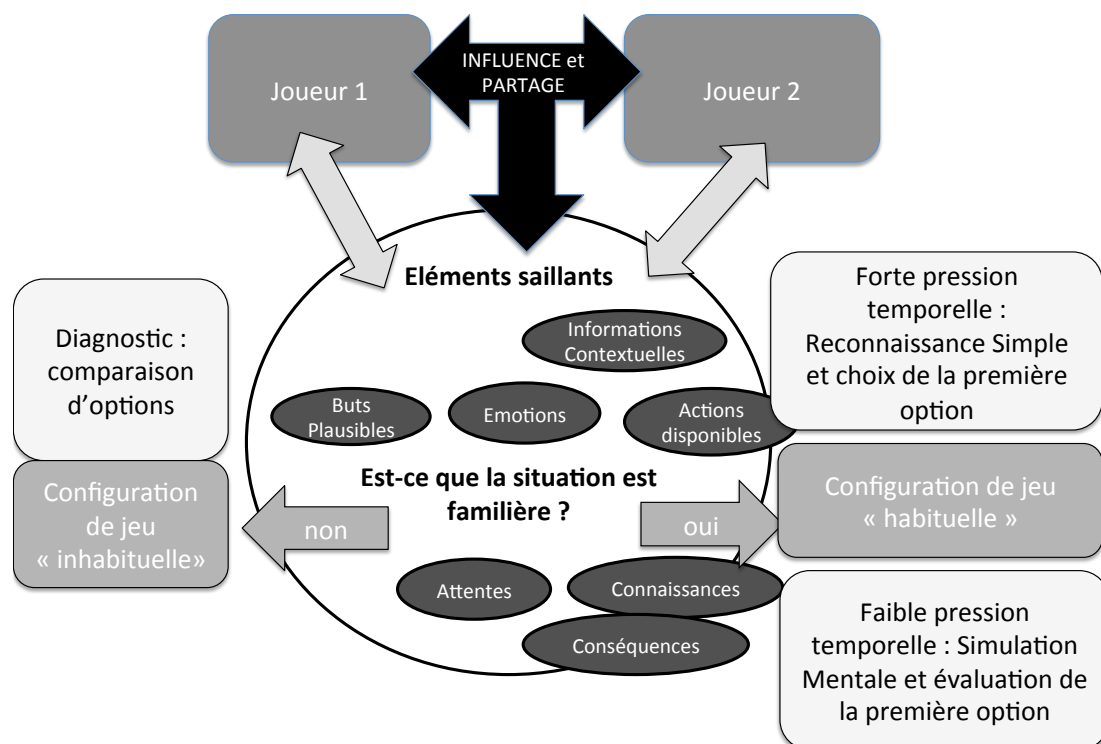 Joueur 1
INFLUENCE et
PARTAGE
Joueur 2
Eléments saillants
Informations
Contextuelles
Buts
Plausibles
Emotions
Actions
disponibles
Est-ce que la situation est
familière ?
non
oui
Attentes
Connaissances
Conséquences
Diagnostic :
comparaison
d’options
Configuration
de jeu
« inhabituelle»
Forte pression
temporelle :
Reconnaissance Simple
et choix de la première
option
Configuration de jeu
« habituelle »
Faible pression
temporelle : Simulation
Mentale et évaluation de
la première option